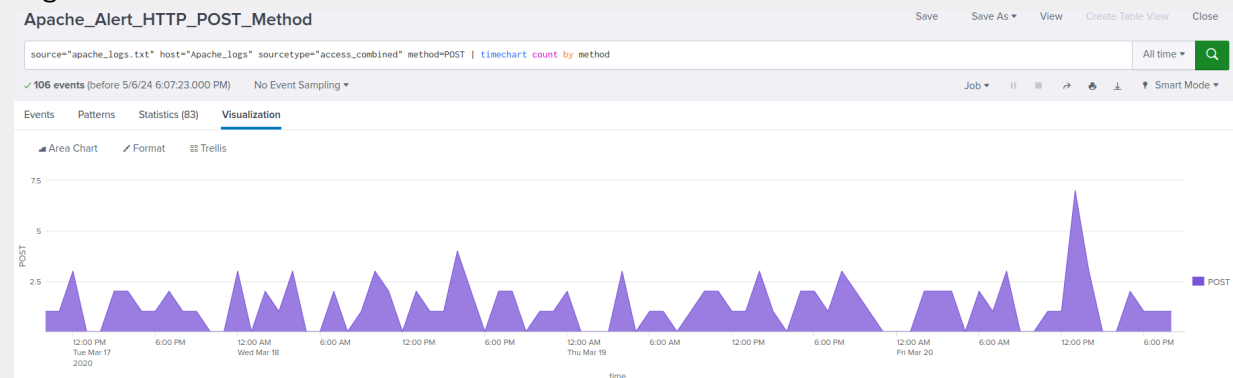 Apache_Alert_HTTP_POST_Method
Save Save As ▾ View Create Table View Close
source="apache_logs.txt" host="Apache_logs" sourcetype="access_combined" method=POST | timechart count by method
All time ▾
✓ 106 events (before 5/6/24 6:07:23.000 PM) No Event Sampling ▾
Job ▾ Smart Mode ▾
Events Patterns Statistics (83) Visualization
Area Chart Format Trellis
7.5
5
2.5
POST
POST
12:00 PM 6:00 PM 12:00 AM 6:00 AM 12:00 PM 6:00 PM 12:00 AM 6:00 AM 12:00 PM 6:00 PM 12:00 AM 6:00 AM 12:00 PM 6:00 PM
Tue Mar 17 Wed Mar 18 Thu Mar 19 Fri Mar 20
2020